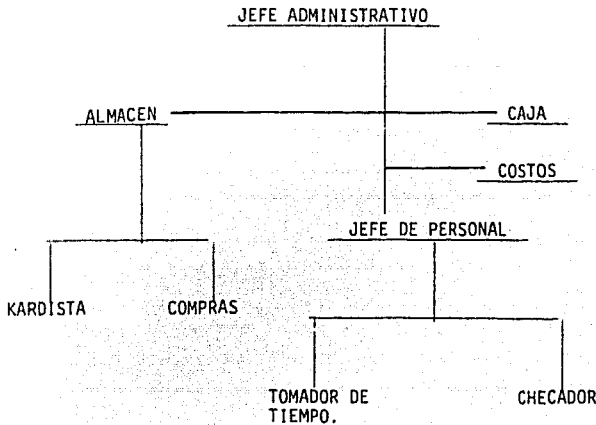 JEFE ADMINISTRATIVO
ALMACEN
CAJA
COSTOS
JEFE DE PERSONAL
KARDISTA
COMPRAS
TOMADOR DE
TIEMPO.
CHECADOR